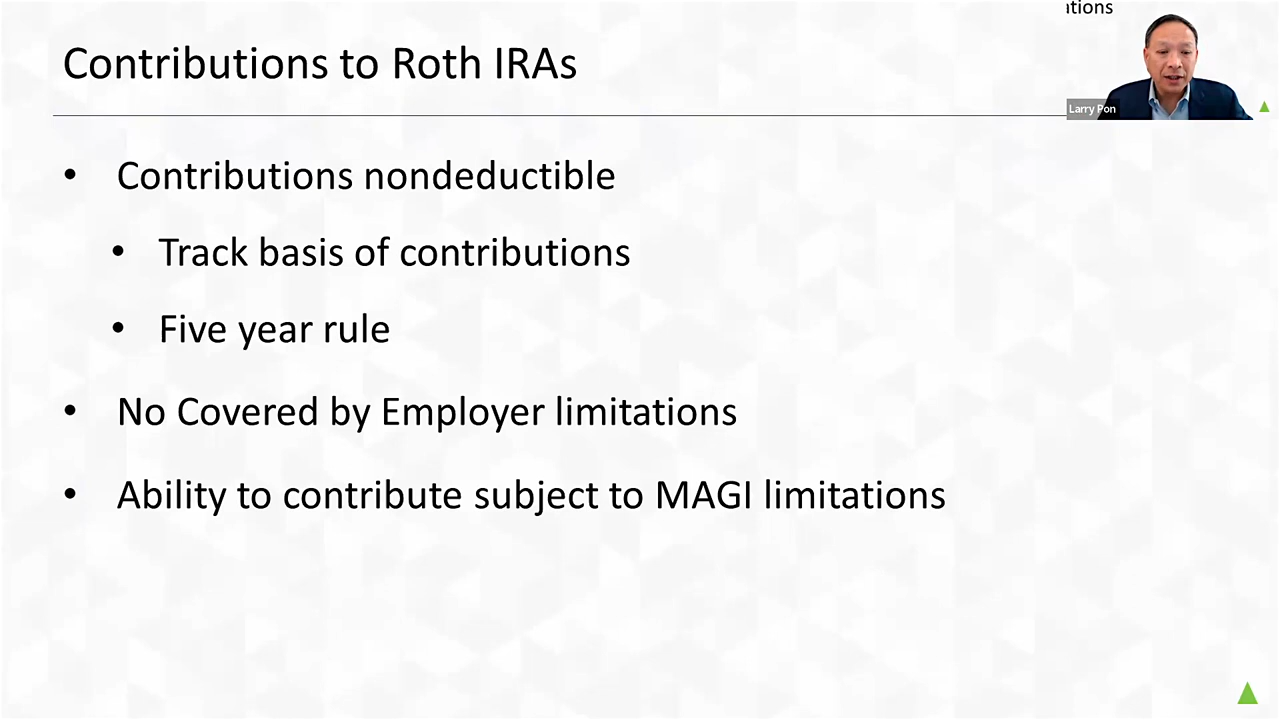 Contributions to Roth IRAs
ations
Larry Pon
• Contributions nondeductible
• Track basis of contributions
• Five year rule
• No Covered by Employer limitations
• Ability to contribute subject to MAGI limitations